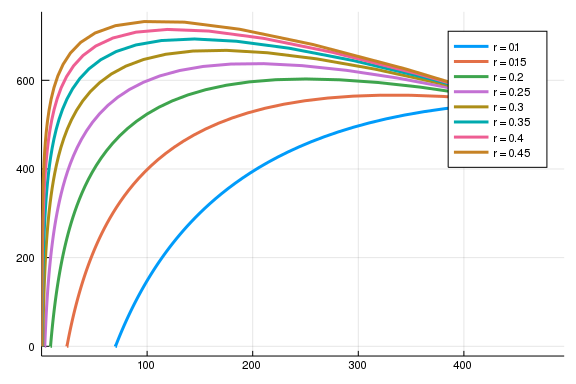 600
400
200
0
100
200
300
400
r = 01
r = 015
r = 0.2
r = 0.25
r = 0.3
r = 0.35
r = 0.4
r = 0.45